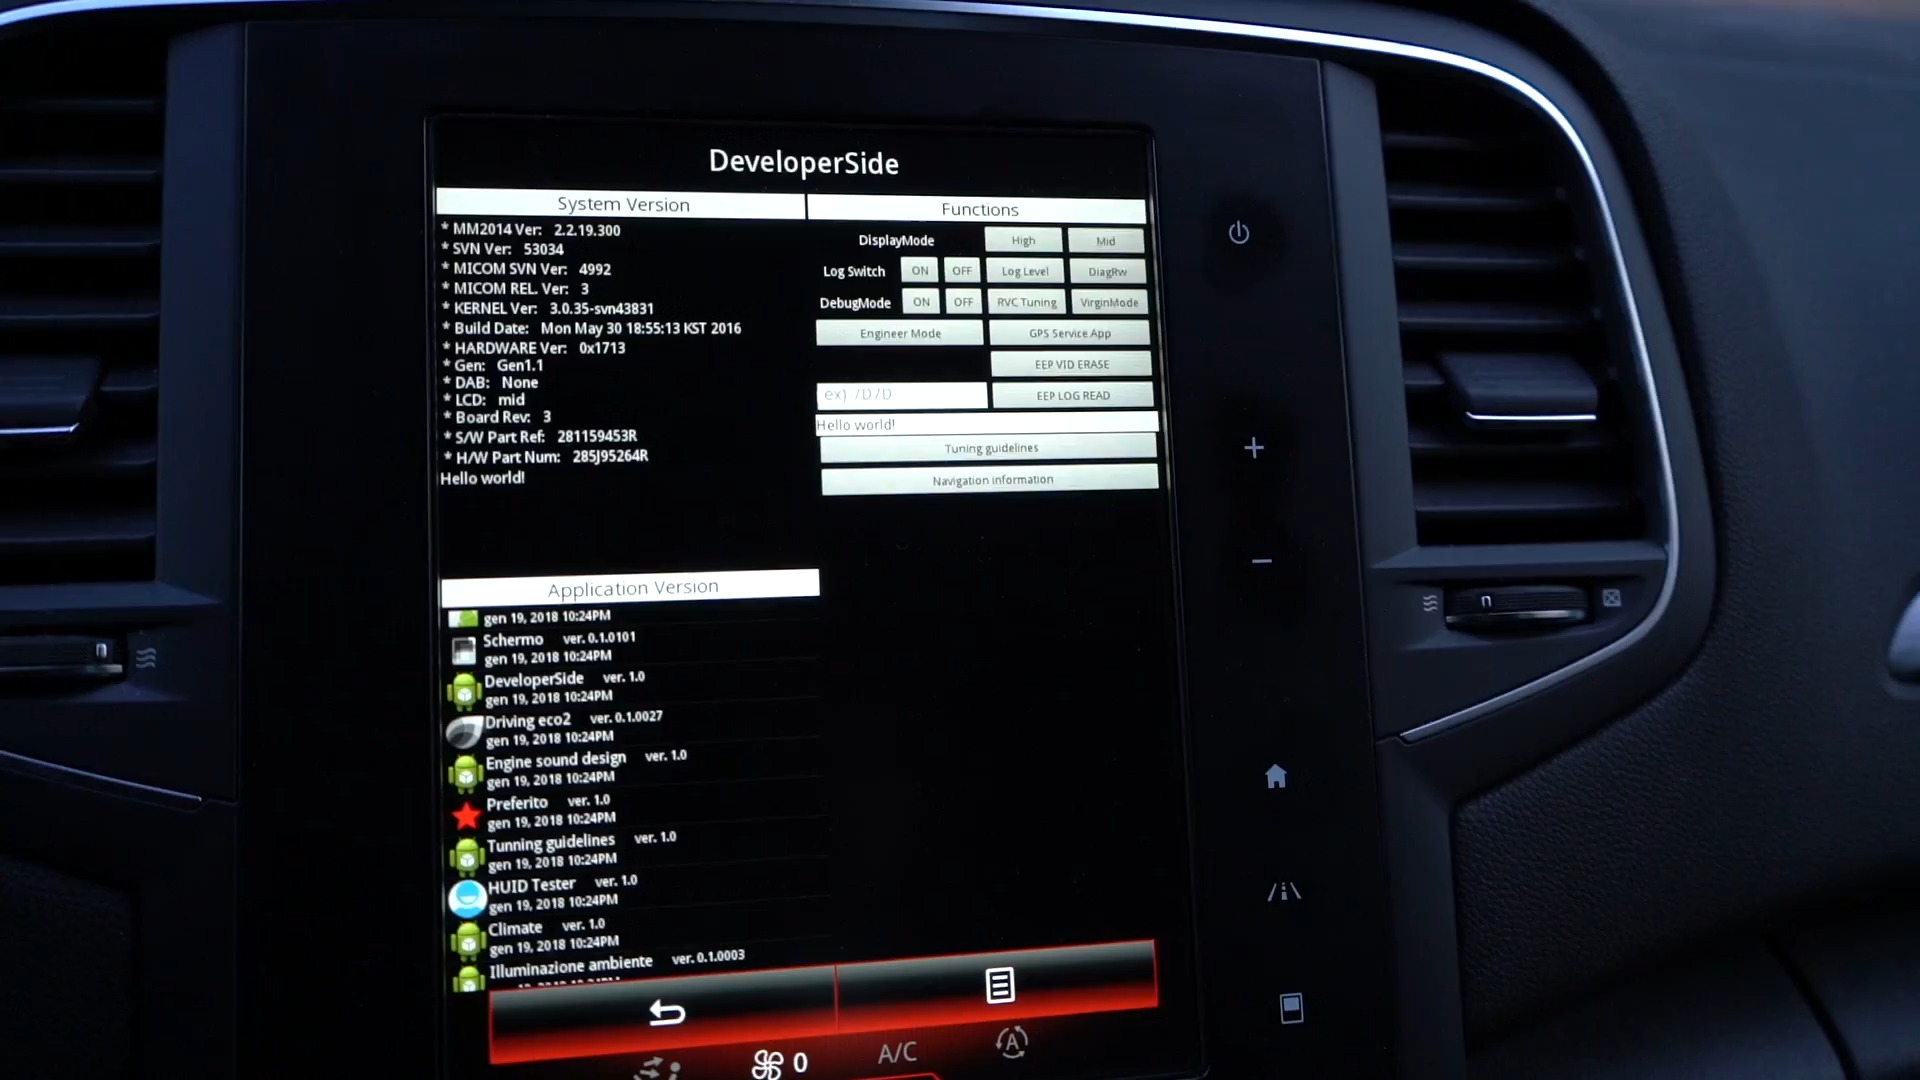 DeveloperSide
System Version
* MM2014 Ver: 2.2.19.300
* SVN Ver: 53034
* MICOM SVN Ver: 4992
* MICOM REL. Ver: 3
* KERNEL Ver: 3.0.35-svn43831
* Build Date: Mon May 30 18:55:13 KST 2016
* HARDWARE Ver: 0x1713
* Gen: Gen1.1
* DAB: None
* LCD: mid
* Board Rev: 3
* S/W Part Ref: 281159453R
* H/W Part Num: 285J95264R
Hello world!
Functions
DisplayMode High Mid
Log Switch ON OFF Log Level DiagRw
DebugMode ON OFF RVC Tuning VirginMode
Engineer Mode GPS Service App
EEP VID ERASE
ex) 7D7D EEP LOG READ
Hello world!
Tuning guidelines
Navigation information
Application Version
gen 19, 2018 10:24PM
Schermo ver. 0.1.0101
gen 19, 2018 10:24PM
DeveloperSide ver. 1.0
gen 19, 2018 10:24PM
Driving eco2 ver. 0.1.0027
gen 19, 2018 10:24PM
Engine sound design ver. 1.0
gen 19, 2018 10:24PM
Preferito ver. 1.0
gen 19, 2018 10:24PM
Tunning guidelines ver. 1.0
gen 19, 2018 10:24PM
HUID Tester ver. 1.0
gen 19, 2018 10:24PM
Climate ver. 1.0
gen 19, 2018 10:24PM
Illuminazione ambiente ver. 0.1.0003
0 A/C A